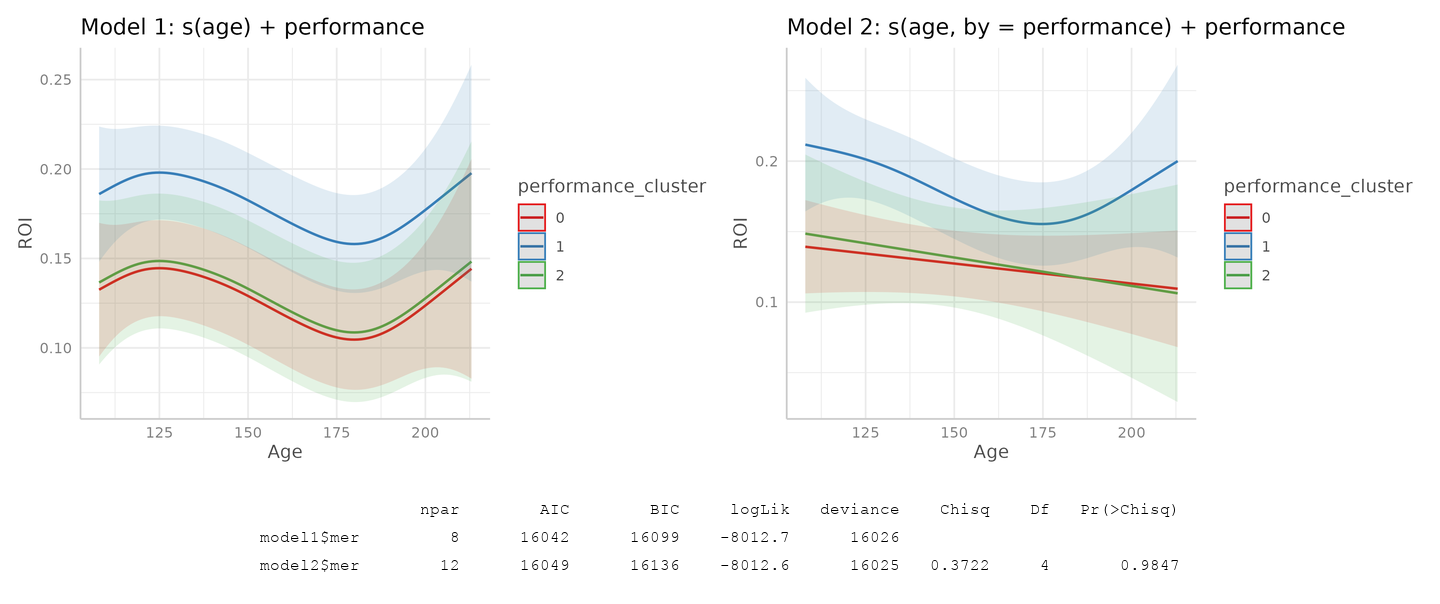 Model 1: s(age) + performance
ROI
0.25
0.20
0.15
0.10
125 150 175 200
Age
performance_cluster
0
1
2
Model 2: s(age, by = performance) + performance
ROI
0.2
0.1
125 150 175 200
Age
performance_cluster
0
1
2
npar AIC BIC logLik deviance Chisq Df Pr(>Chisq)
model1$mer 8 16042 16099 -8012.7 16026
model2$mer 12 16049 16136 -8012.6 16025 0.3722 4 0.9847